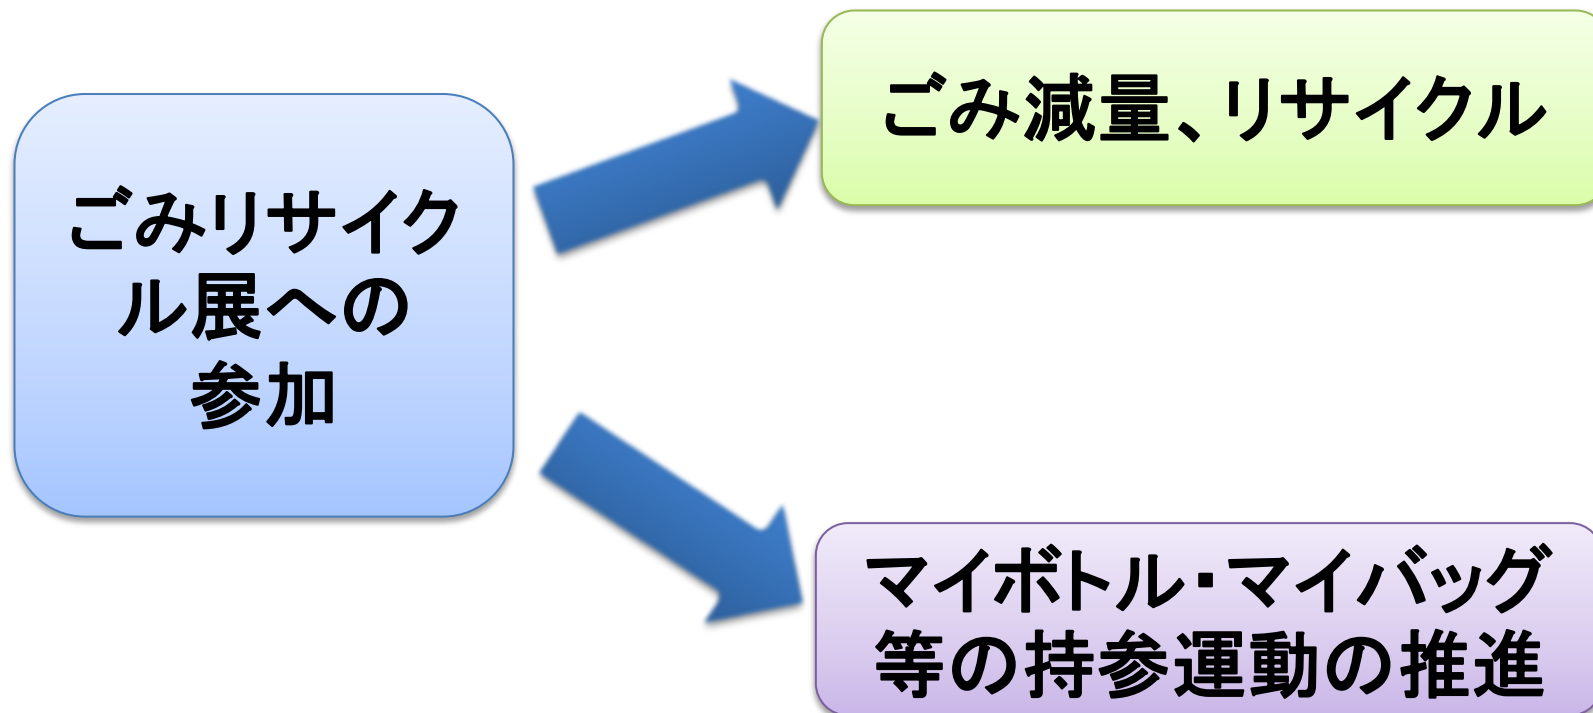 ごみリサイク
ル展への
参加
ごみ減量、リサイクル
マイボトル・マイバッグ
等の持参運動の推進